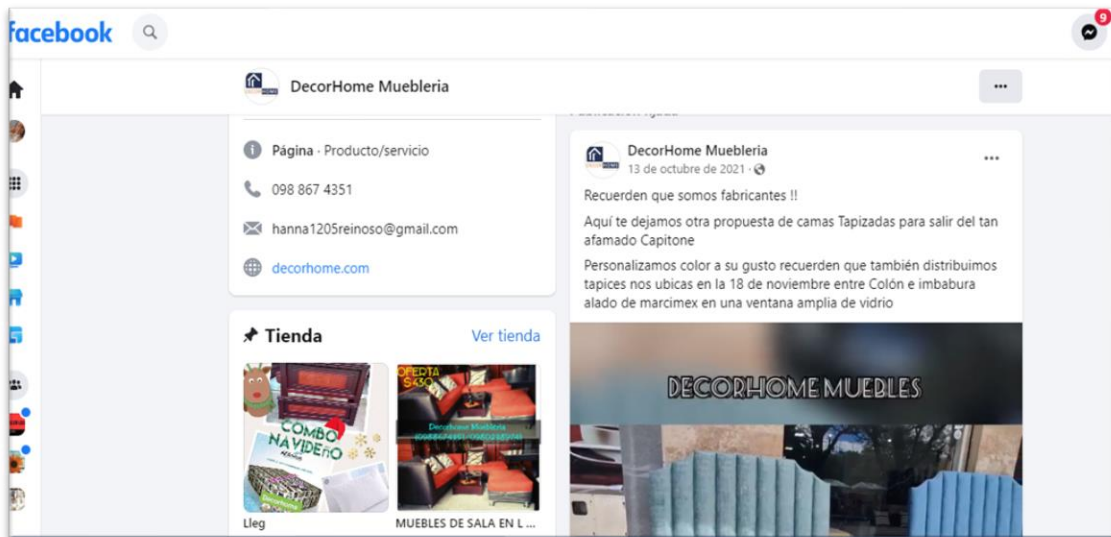 facebook
9
DecorHome Muebleria
Página · Producto/servicio
098 867 4351
hanna1205reinoso@gmail.com
decorhome.com
Tienda
Ver tienda
OFERTA
$430
COMBO
NAVIDEÑO
Decorhome Muebleria
Lleg
MUEBLES DE SALA EN L ...
DecorHome Muebleria
13 de octubre de 2021 ·
Recuerden que somos fabricantes !!
Aquí te dejamos otra propuesta de camas Tapizadas para salir del tan
afamado Capitone
Personalizamos color a su gusto recuerden que también distribuimos
tapices nos ubicas en la 18 de noviembre entre Colón e imbabura
alado de marcimex en una ventana amplia de vidrio
DECORHOME MUEBLES